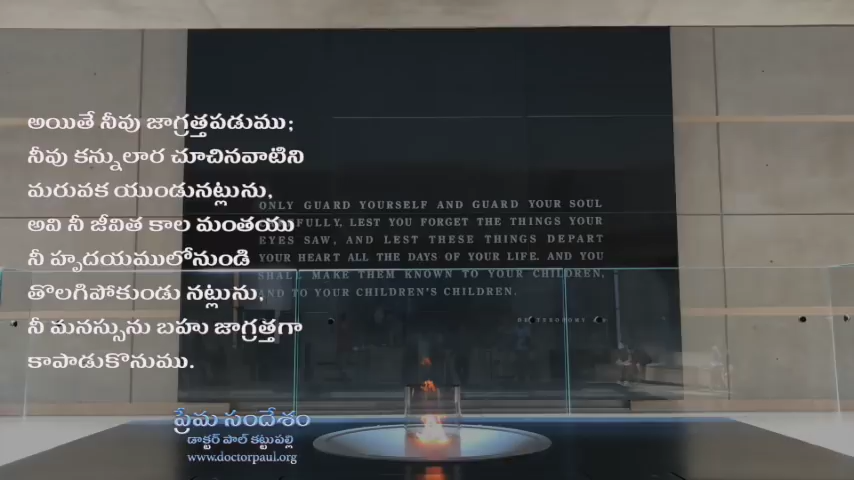 అయితే నీవు జాగ్రత్తపడుము;
నీవు కన్నులార చూచినవాటిని
మరువక యుండునట్లును,
అవి నీ జీవిత కాల మంతయు
నీ హృదయములోనుండి
తొలగిపోకుండు నట్లును,
నీ మనస్సును బహు జాగ్రత్తగా
కాపాడుకొనుము.
ONLY GUARD YOURSELF AND GUARD YOUR SOUL
LEST YOU FORGET THE THINGS YOUR
EYES SAW, AND LEST THESE THINGS DEPART
YOUR HEART ALL THE DAYS OF YOUR LIFE. AND YOU
SHALL MAKE THEM KNOWN TO YOUR CHILDREN,
AND TO YOUR CHILDREN'S CHILDREN.
ప్రేమ సందేశం
డాక్టర్ పాల్ కట్టుపల్లి
www.doctorpaul.org